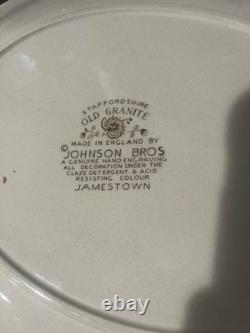 STAFFORDSHIRE
OLD GRANITE
MADE IN ENGLAND BY
© JOHNSON BROS
A GENUINE HAND ENGRAVING
ALL DECORATION UNDER THE
GLAZE DETERGENT & ACID
RESISTING COLOUR
JAMESTOWN
ebay